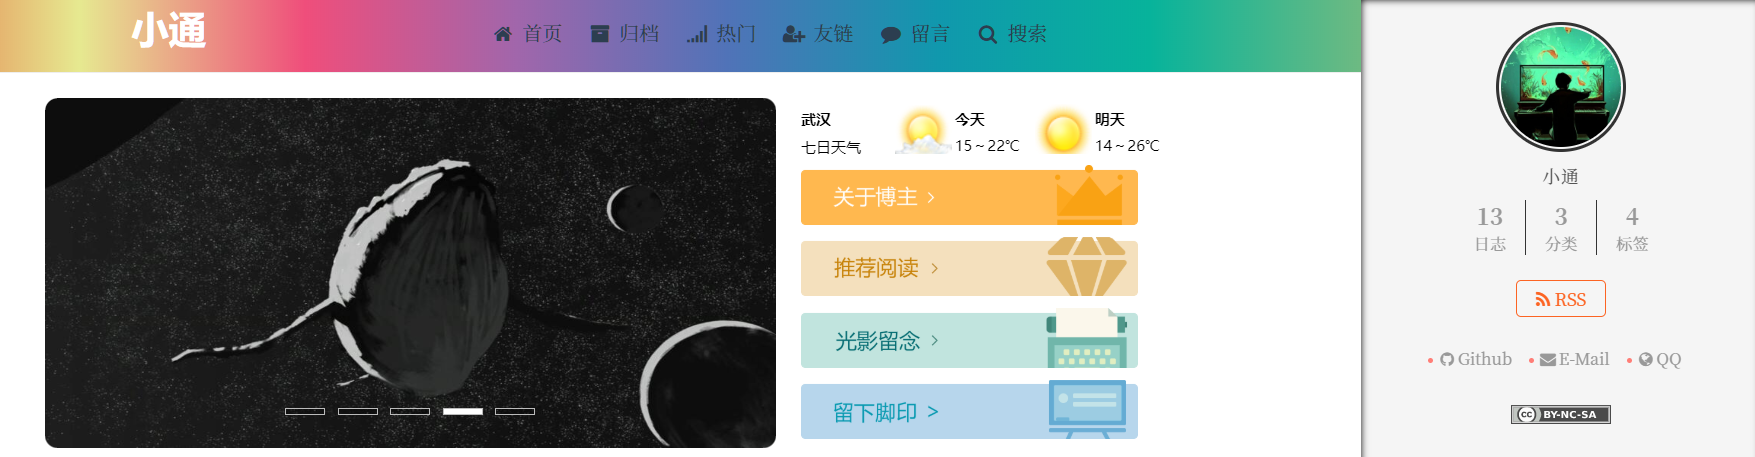 小通
首页 归档 热门 友链 留言 搜索
武汉 今天 明天
七日天气 15 ~ 22℃ 14 ~ 26℃
关于博主 >
推荐阅读 >
光影留念 >
留下脚印 >
小通
13 3 4
日志 分类 标签
RSS
Github E-Mail QQ
cc BY-NC-SA